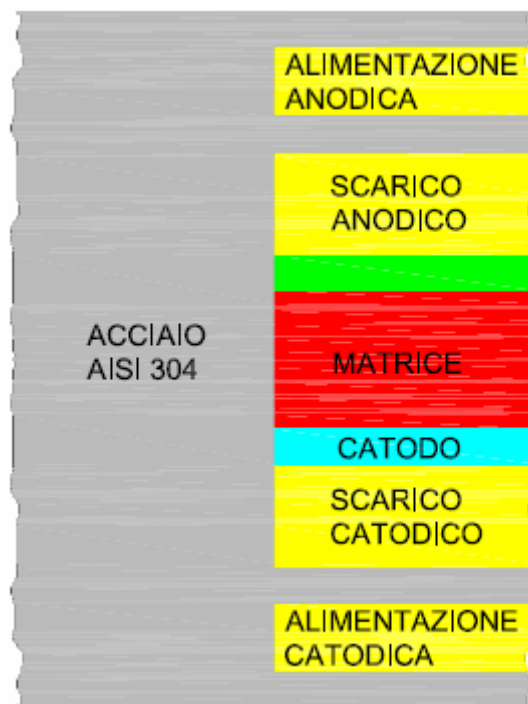 ALIMENTAZIONE
ANODICA
SCARICO
ANODICO
ACCIAIO
AISI 304
MATRICE
CATODO
SCARICO
CATODICO
ALIMENTAZIONE
CATODICA